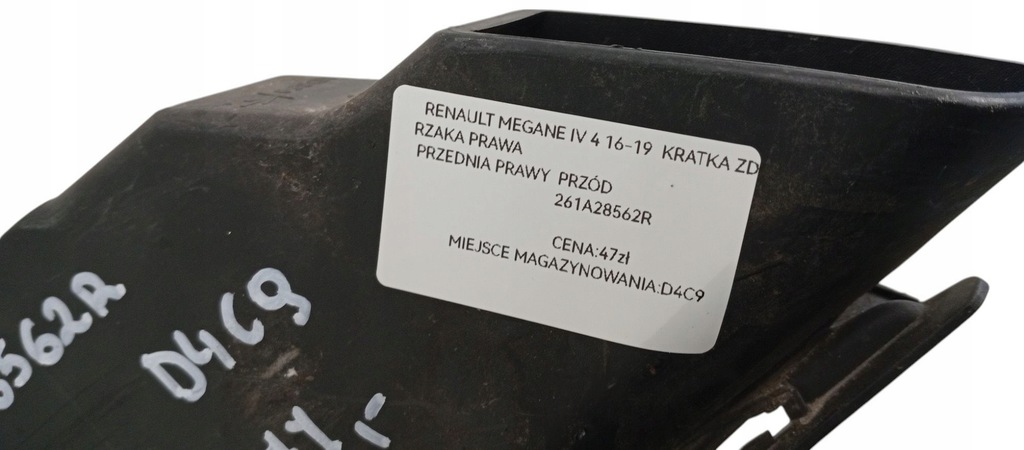 RENAULT MEGANE IV 4 16-19 KRATKA ZD
RZAKA PRAWA
PRZEDNIA PRAWY PRZÓD
261A28562R
CENA:47zł
MIEJSCE MAGAZYNOWANIA:D4C9
8562R
D4C9